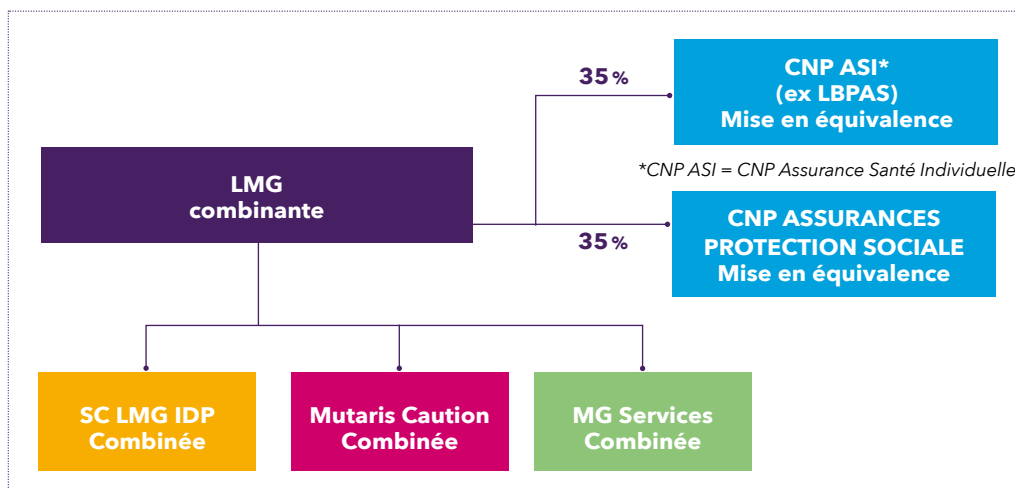 35 %
CNP ASI*
(ex LBPAS)
Mise en équivalence
*CNP ASI = CNP Assurance Santé Individuelle
LMG
combinante
35 %
CNP ASSURANCES
PROTECTION SOCIALE
Mise en équivalence
SC LMG IDP
Combinée
Mutaris Caution
Combinée
MG Services
Combinée